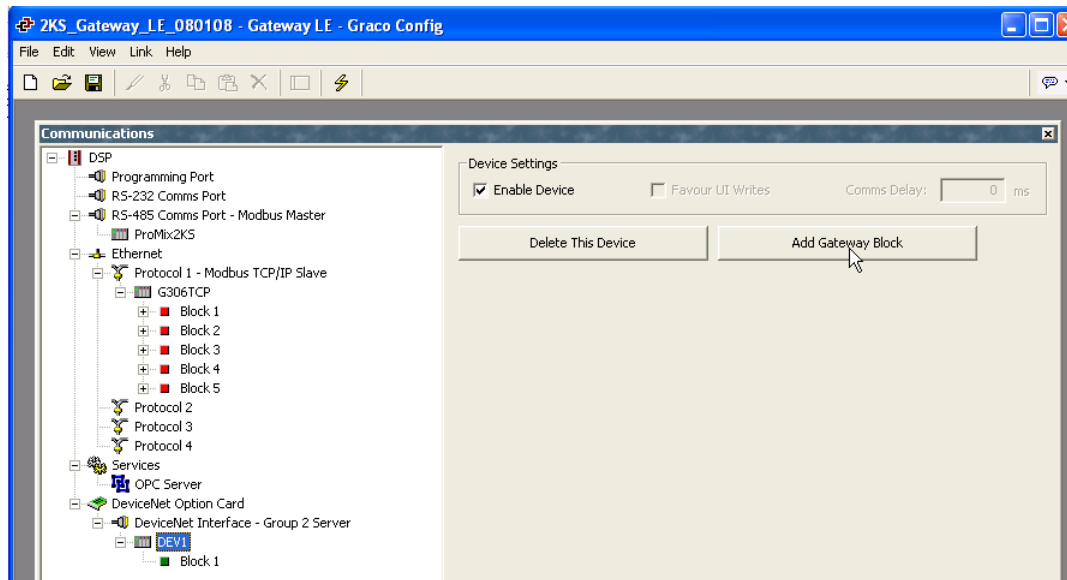 2KS_Gateway_LE_080108 - Gateway LE - Graco Config
File Edit View Link Help
Communications
DSP
Programming Port
RS-232 Comms Port
RS-485 Comms Port - Modbus Master
ProMix2KS
Ethernet
Protocol 1 - Modbus TCP/IP Slave
G306TCP
Block 1
Block 2
Block 3
Block 4
Block 5
Protocol 2
Protocol 3
Protocol 4
Services
OPC Server
DeviceNet Option Card
DeviceNet Interface - Group 2 Server
DEV1
Block 1
Device Settings
Enable Device Favour UI Writes Comms Delay: 0 ms
Delete This Device Add Gateway Block